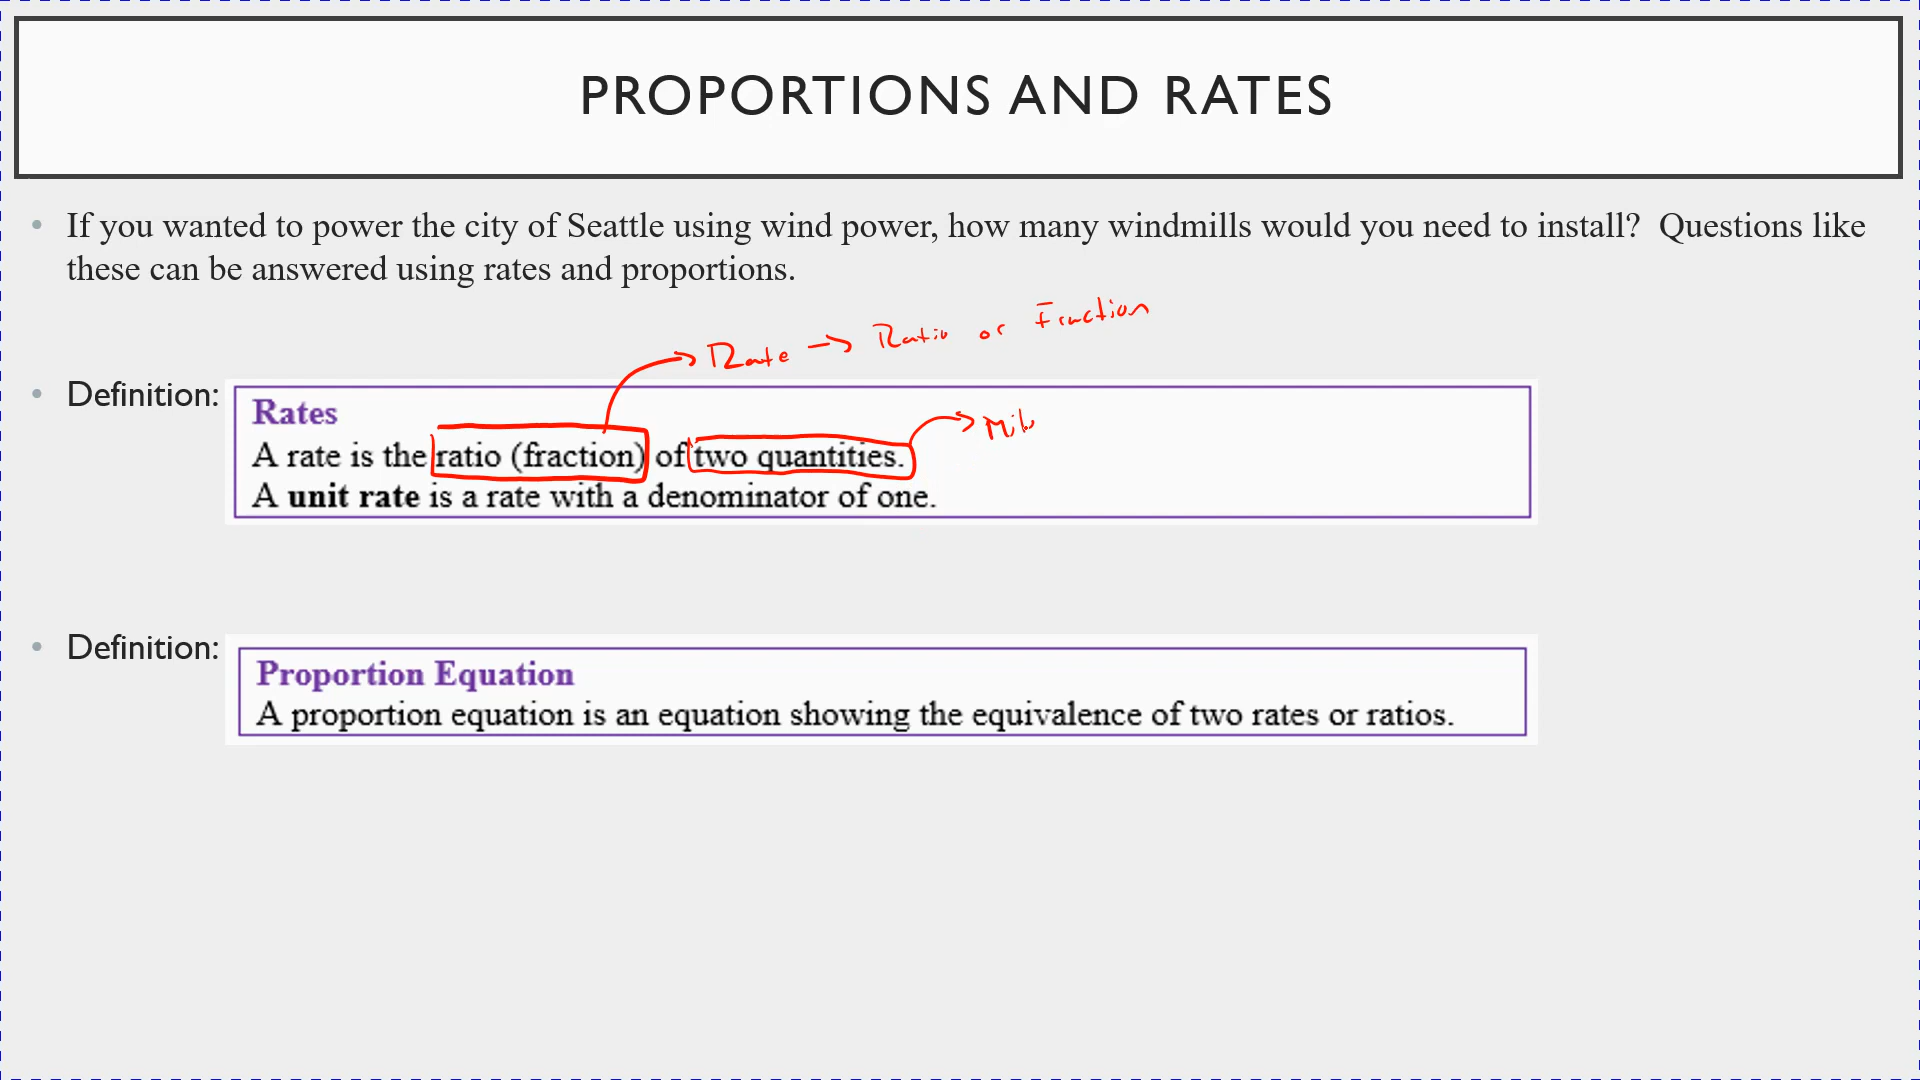 PROPORTIONS AND RATES
• If you wanted to power the city of Seattle using wind power, how many windmills would you need to install?  Questions like
these can be answered using rates and proportions.
Rate → Ratio or Fraction
• Definition:
Rates
A rate is the ratio (fraction) of two quantities.
A unit rate is a rate with a denominator of one.
• Definition:
Proportion Equation
A proportion equation is an equation showing the equivalence of two rates or ratios.